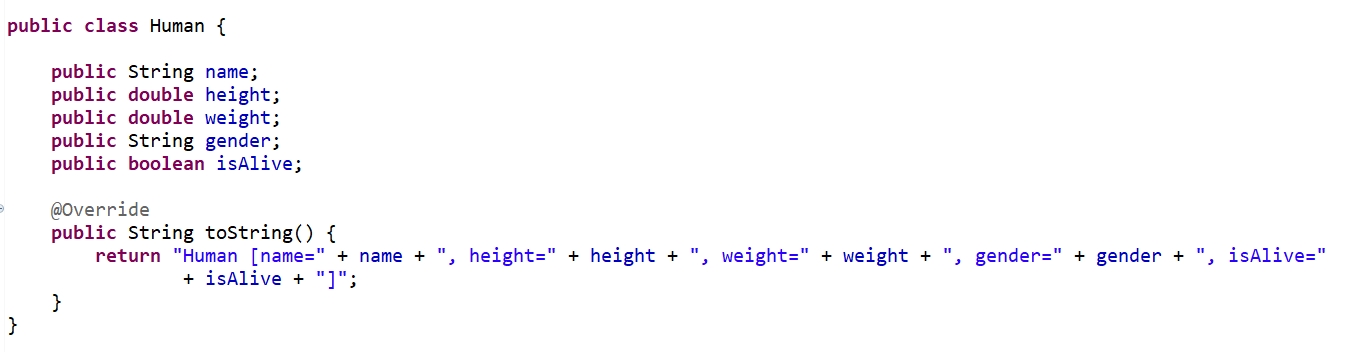 public class Human {
public String name;
public double height;
public double weight;
public String gender;
public boolean isAlive;
@Override
public String toString() {
return "Human [name=" + name + ", height=" + height + ", weight=" + weight + ", gender=" + gender + ", isAlive="
+ isAlive + "]";
}
}